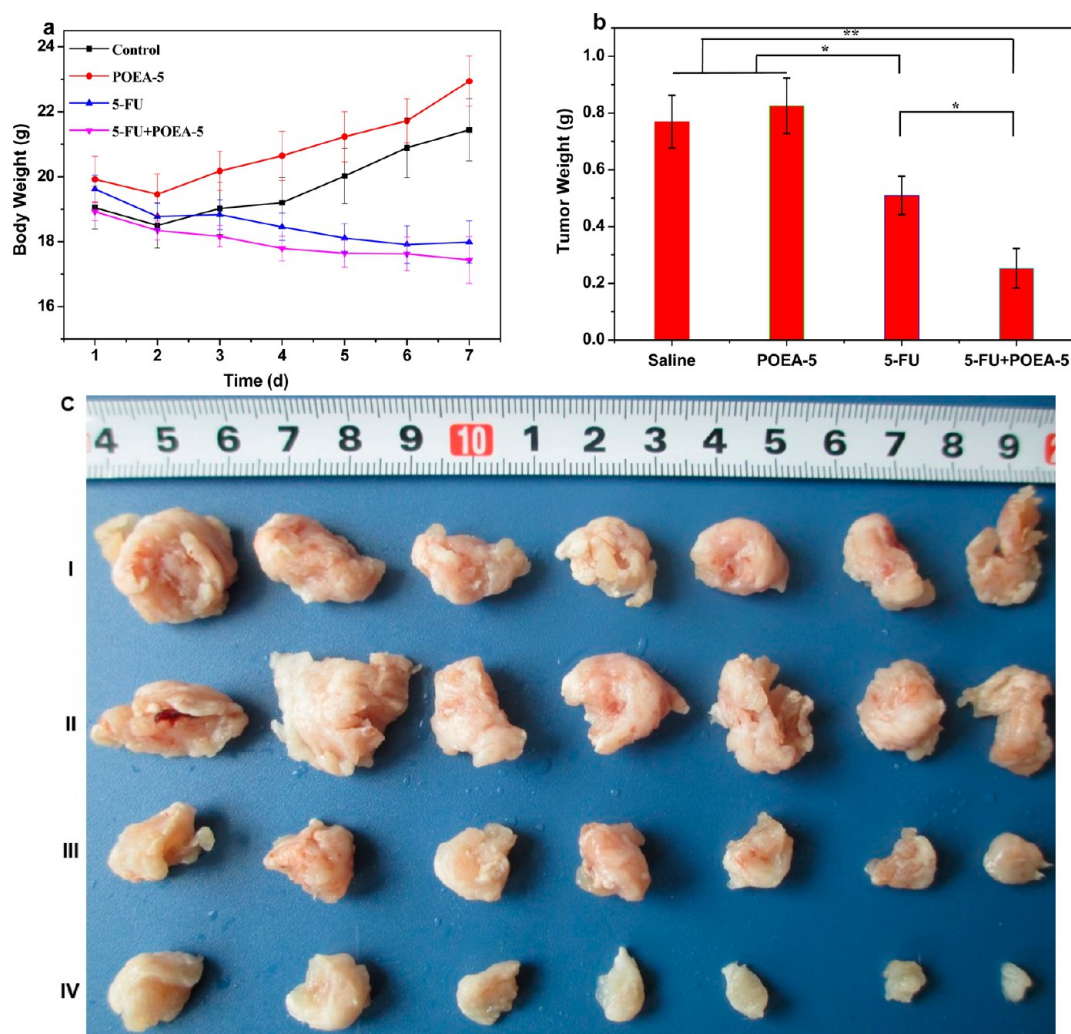 a
24
22
20
18
16
Body Weight (g)
Control
POEA-5
5-FU
5-FU+POEA-5
1 2 3 4 5 6 7
Time (d)
b
1.0
0.8
0.6
0.4
0.2
0.0
Tumor Weight (g)
**
*
*
Saline POEA-5 5-FU 5-FU+POEA-5
C
4 5 6 7 8 9 10 1 2 3 4 5 6 7 8 9
I
II
III
IV